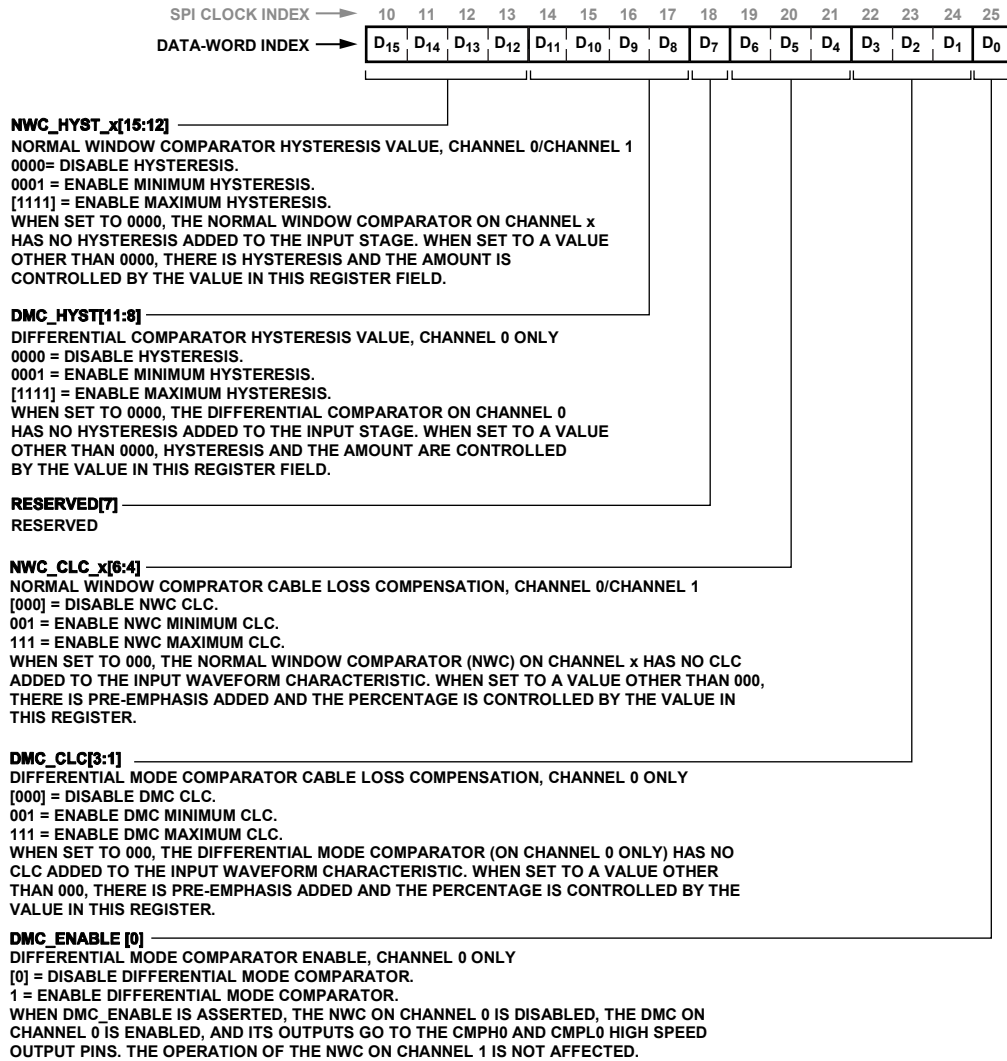 SPI CLOCK INDEX 10 11 12 13 14 15 16 17 18 19 20 21 22 23 24 25
DATA-WORD INDEX D15 D14 D13 D12 D11 D10 D9 D8 D7 D6 D5 D4 D3 D2 D1 D0
NWC_HYST_x[15:12]
NORMAL WINDOW COMPARATOR HYSTERESIS VALUE, CHANNEL 0/CHANNEL 1
0000= DISABLE HYSTERESIS.
0001 = ENABLE MINIMUM HYSTERESIS.
[1111] = ENABLE MAXIMUM HYSTERESIS.
WHEN SET TO 0000, THE NORMAL WINDOW COMPARATOR ON CHANNEL x
HAS NO HYSTERESIS ADDED TO THE INPUT STAGE. WHEN SET TO A VALUE
OTHER THAN 0000, THERE IS HYSTERESIS AND THE AMOUNT IS
CONTROLLED BY THE VALUE IN THIS REGISTER FIELD.
DMC_HYST[11:8]
DIFFERENTIAL COMPARATOR HYSTERESIS VALUE, CHANNEL 0 ONLY
0000 = DISABLE HYSTERESIS.
0001 = ENABLE MINIMUM HYSTERESIS.
[1111] = ENABLE MAXIMUM HYSTERESIS.
WHEN SET TO 0000, THE DIFFERENTIAL COMPARATOR ON CHANNEL 0
HAS NO HYSTERESIS ADDED TO THE INPUT STAGE. WHEN SET TO A VALUE
OTHER THAN 0000, HYSTERESIS AND THE AMOUNT ARE CONTROLLED
BY THE VALUE IN THIS REGISTER FIELD.
RESERVED[7]
RESERVED
NWC_CLC_x[6:4]
NORMAL WINDOW COMPRATOR CABLE LOSS COMPENSATION, CHANNEL 0/CHANNEL 1
[000] = DISABLE NWC CLC.
001 = ENABLE NWC MINIMUM CLC.
111 = ENABLE NWC MAXIMUM CLC.
WHEN SET TO 000, THE NORMAL WINDOW COMPARATOR (NWC) ON CHANNEL x HAS NO CLC
ADDED TO THE INPUT WAVEFORM CHARACTERISTIC. WHEN SET TO A VALUE OTHER THAN 000,
THERE IS PRE-EMPHASIS ADDED AND THE PERCENTAGE IS CONTROLLED BY THE VALUE IN
THIS REGISTER.
DMC_CLC[3:1]
DIFFERENTIAL MODE COMPARATOR CABLE LOSS COMPENSATION, CHANNEL 0 ONLY
[000] = DISABLE DMC CLC.
001 = ENABLE DMC MINIMUM CLC.
111 = ENABLE DMC MAXIMUM CLC.
WHEN SET TO 000, THE DIFFERENTIAL MODE COMPARATOR (ON CHANNEL 0 ONLY) HAS NO
CLC ADDED TO THE INPUT WAVEFORM CHARACTERISTIC. WHEN SET TO A VALUE OTHER
THAN 000, THERE IS PRE-EMPHASIS ADDED AND THE PERCENTAGE IS CONTROLLED BY THE
VALUE IN THIS REGISTER.
DMC_ENABLE [0]
DIFFERENTIAL MODE COMPARATOR ENABLE, CHANNEL 0 ONLY
[0] = DISABLE DIFFERENTIAL MODE COMPARATOR.
1 = ENABLE DIFFERENTIAL MODE COMPARATOR.
WHEN DMC_ENABLE IS ASSERTED, THE NWC ON CHANNEL 0 IS DISABLED, THE DMC ON
CHANNEL 0 IS ENABLED, AND ITS OUTPUTS GO TO THE CMPH0 AND CMPL0 HIGH SPEED
OUTPUT PINS. THE OPERATION OF THE NWC ON CHANNEL 1 IS NOT AFFECTED.